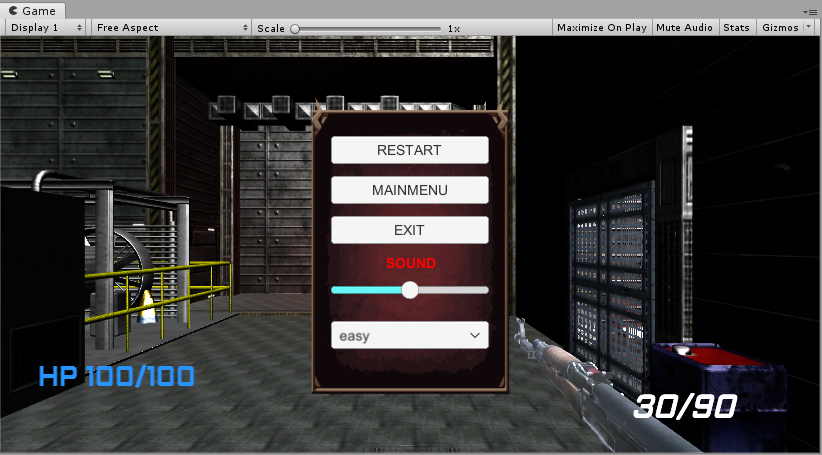 Game
Display 1 Free Aspect Scale 1x Maximize On Play Mute Audio Stats Gizmos
RESTART
MAINMENU
EXIT
SOUND
easy
HP 100/100
30/90